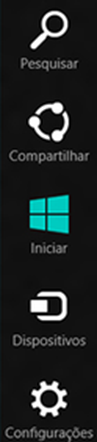 Pesquisar
Compartilhar
Iniciar
Dispositivos
Configurações